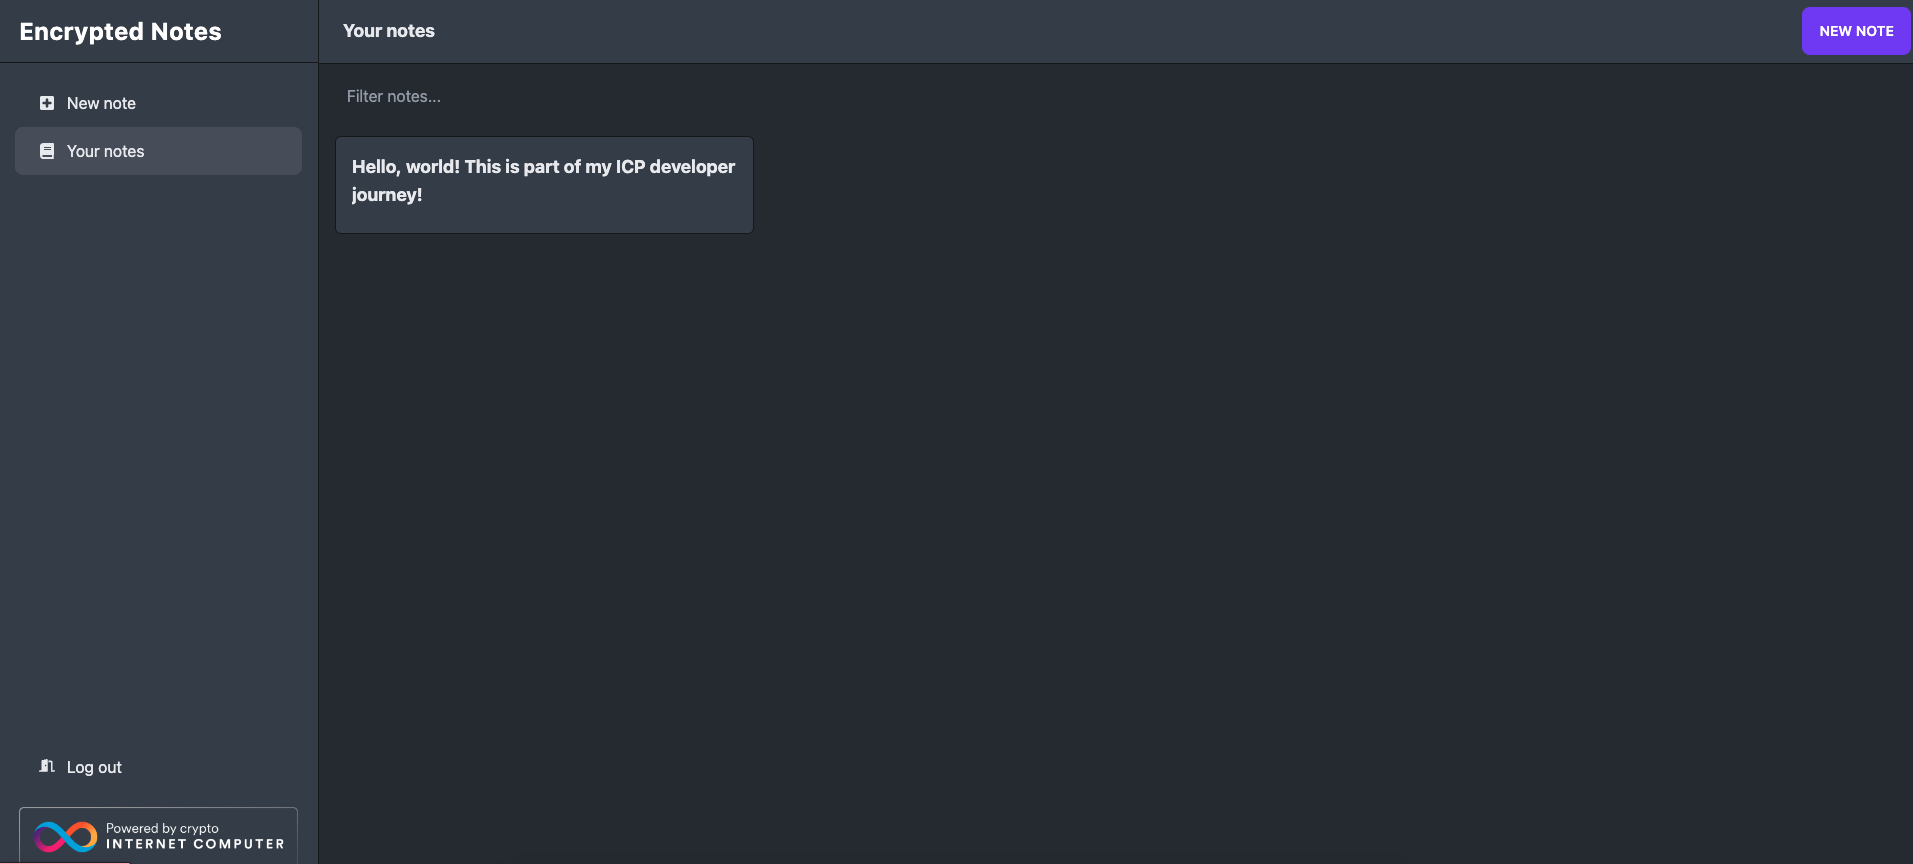 Encrypted Notes
New note
Your notes
Log out
Powered by crypto
INTERNET COMPUTER
Your notes
NEW NOTE
Filter notes...
Hello, world! This is part of my ICP developer
journey!